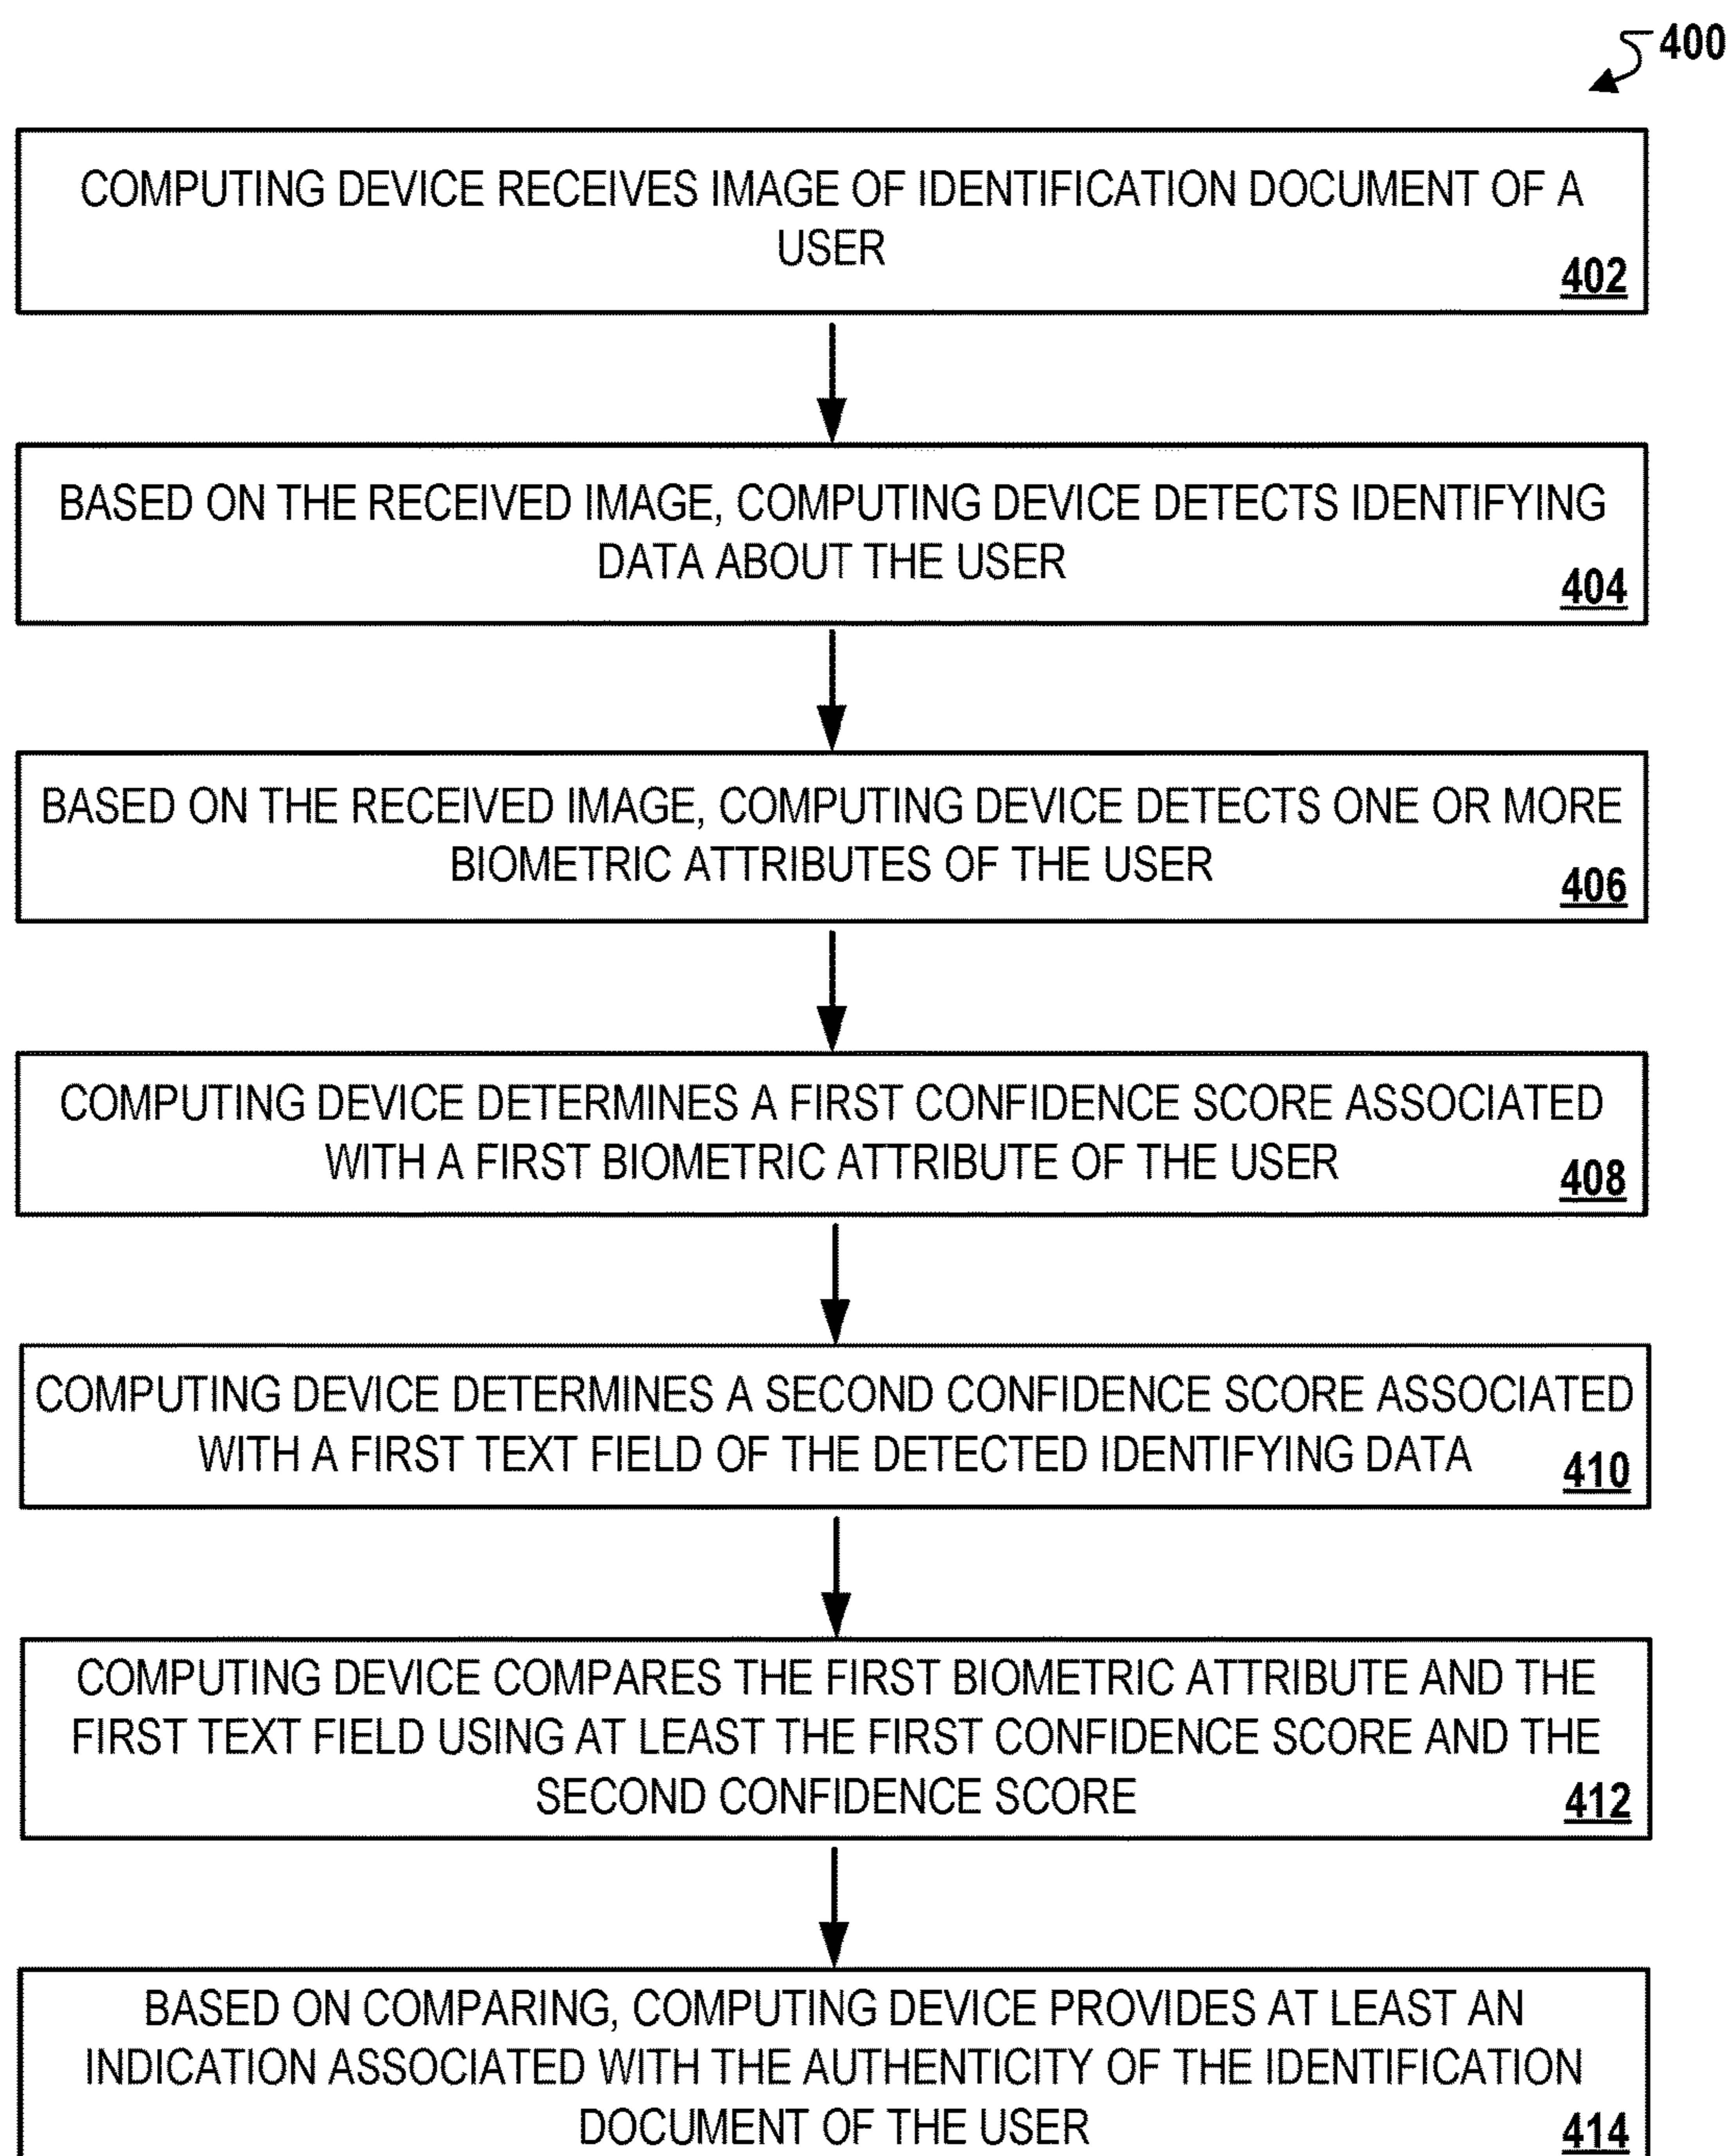 400
COMPUTING DEVICE RECEIVES IMAGE OF IDENTIFICATION DOCUMENT OF A
USER
402
BASED ON THE RECEIVED IMAGE, COMPUTING DEVICE DETECTS IDENTIFYING
DATA ABOUT THE USER
404
BASED ON THE RECEIVED IMAGE, COMPUTING DEVICE DETECTS ONE OR MORE
BIOMETRIC ATTRIBUTES OF THE USER
406
COMPUTING DEVICE DETERMINES A FIRST CONFIDENCE SCORE ASSOCIATED
WITH A FIRST BIOMETRIC ATTRIBUTE OF THE USER
408
COMPUTING DEVICE DETERMINES A SECOND CONFIDENCE SCORE ASSOCIATED
WITH A FIRST TEXT FIELD OF THE DETECTED IDENTIFYING DATA
410
COMPUTING DEVICE COMPARES THE FIRST BIOMETRIC ATTRIBUTE AND THE
FIRST TEXT FIELD USING AT LEAST THE FIRST CONFIDENCE SCORE AND THE
SECOND CONFIDENCE SCORE
412
BASED ON COMPARING, COMPUTING DEVICE PROVIDES AT LEAST AN
INDICATION ASSOCIATED WITH THE AUTHENTICITY OF THE IDENTIFICATION
DOCUMENT OF THE USER
414